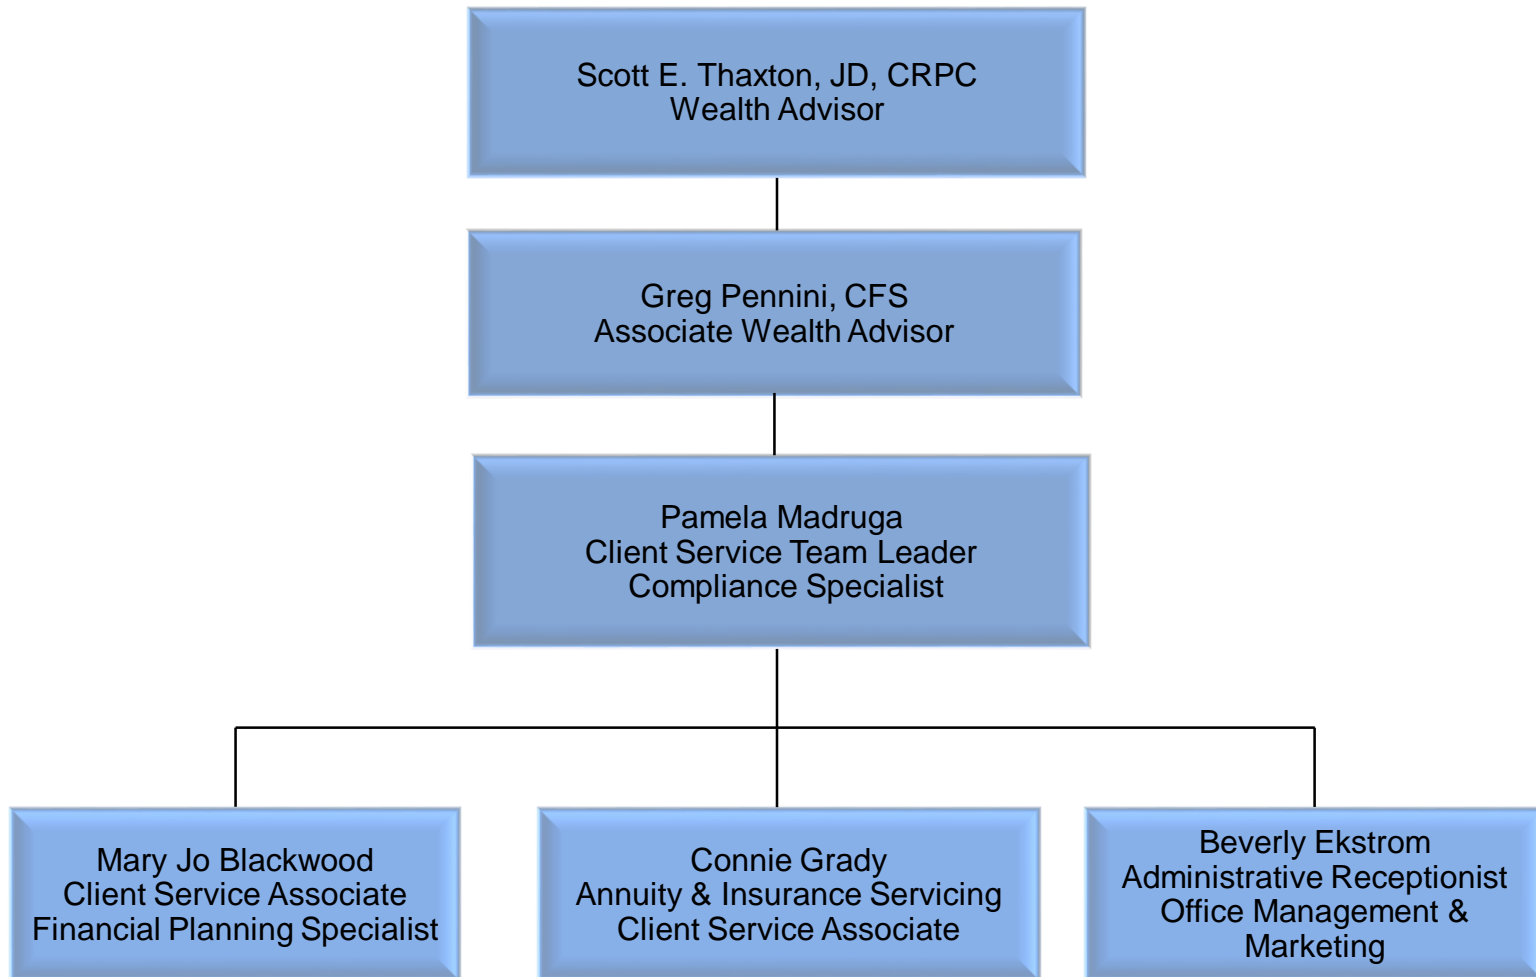 Scott E. Thaxton, JD, CRPC
Wealth Advisor
Greg Pennini, CFS
Associate Wealth Advisor
Pamela Madruga
Client Service Team Leader
Compliance Specialist
Mary Jo Blackwood
Client Service Associate
Financial Planning Specialist
Connie Grady
Annuity & Insurance Servicing
Client Service Associate
Beverly Ekstrom
Administrative Receptionist
Office Management &
Marketing